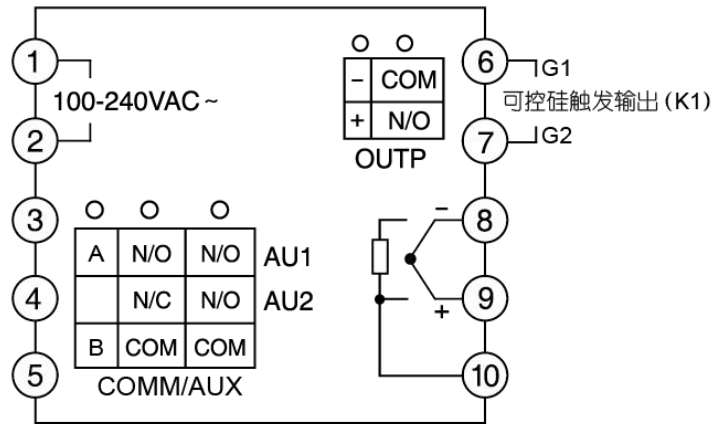 1
100-240VAC~
2
3
4
5
A N/O N/O AU1
N/C N/O AU2
B COM COM
COMM/AUX
- COM
+ N/O
OUTP
6 G1
可控硅触发输出(K1)
7 G2
8 -
9 +
10